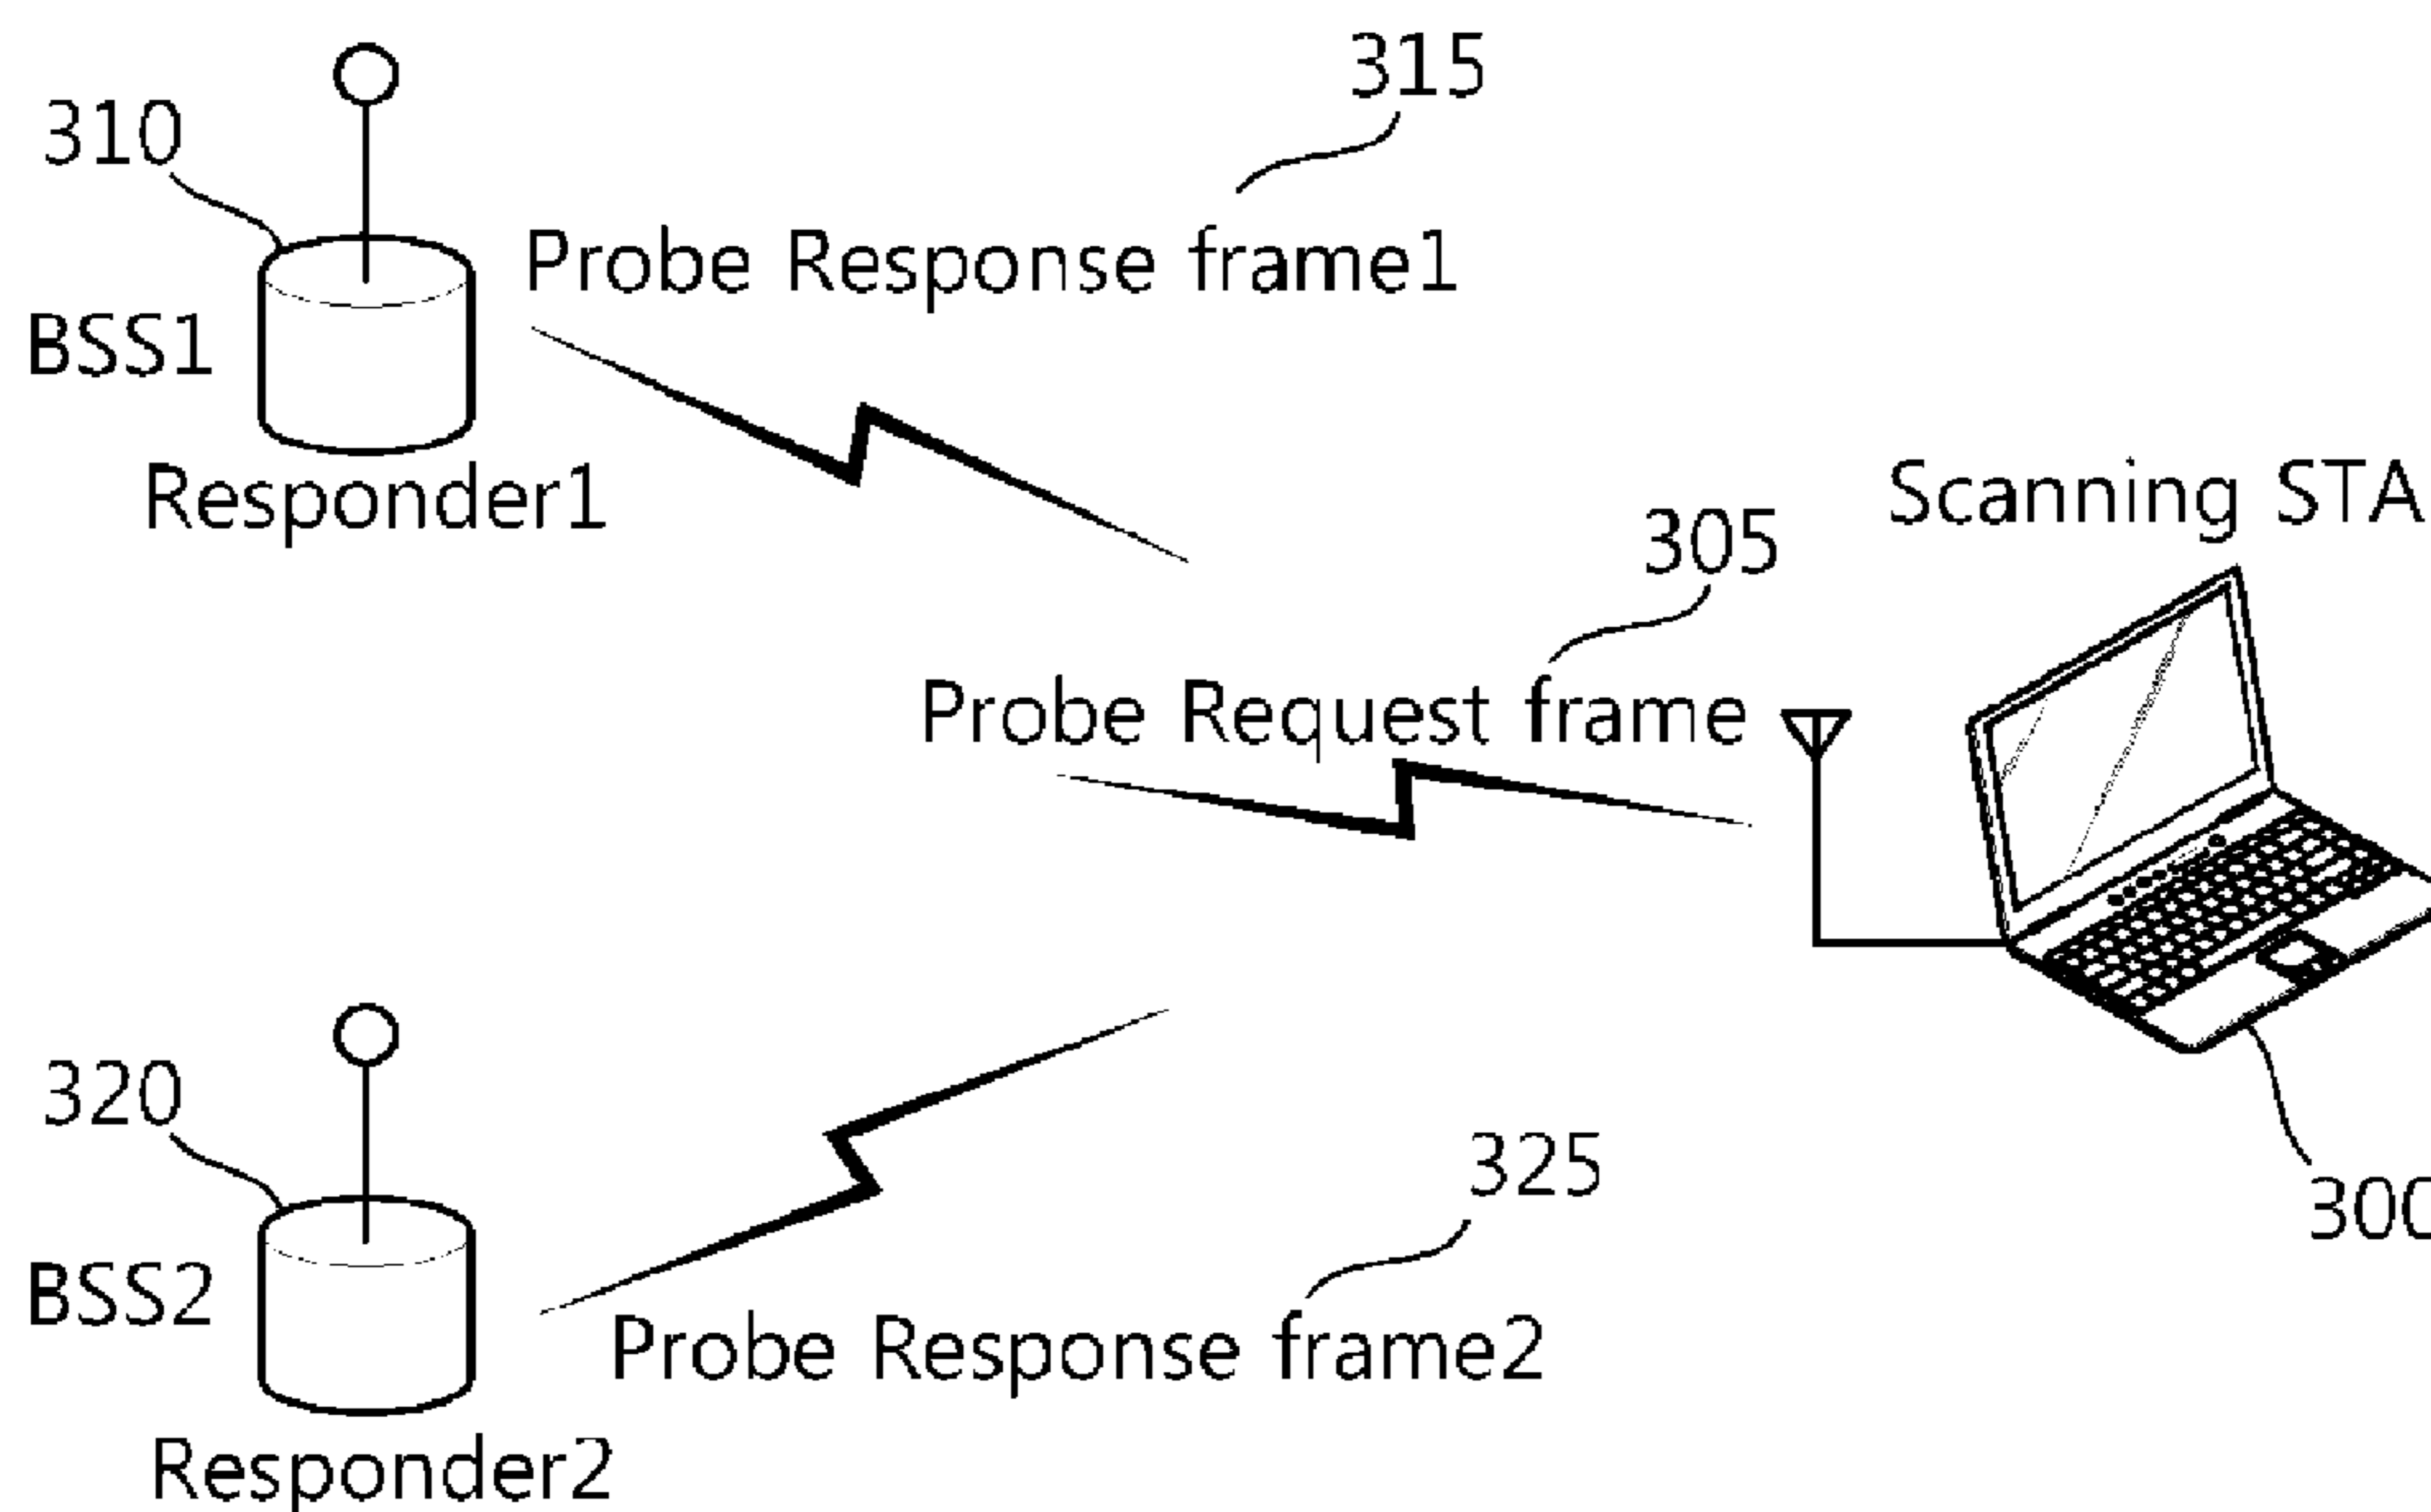 315
310
Probe Response frame1
BSS1
Responder1
Scanning STA
305
Probe Request frame
320
325
300
BSS2
Probe Response frame2
Responder2